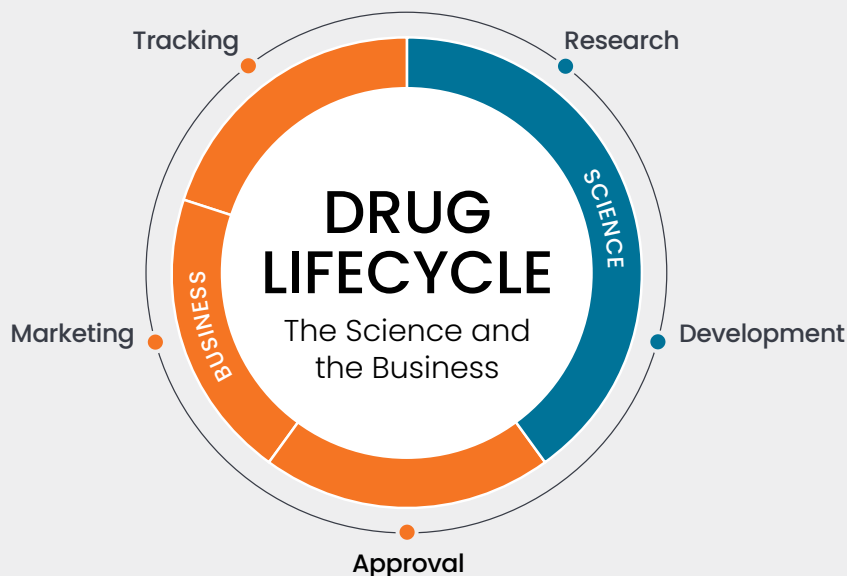 Tracking
Research
SCIENCE
DRUG
LIFECYCLE
The Science and
the Business
BUSINESS
Marketing
Development
Approval